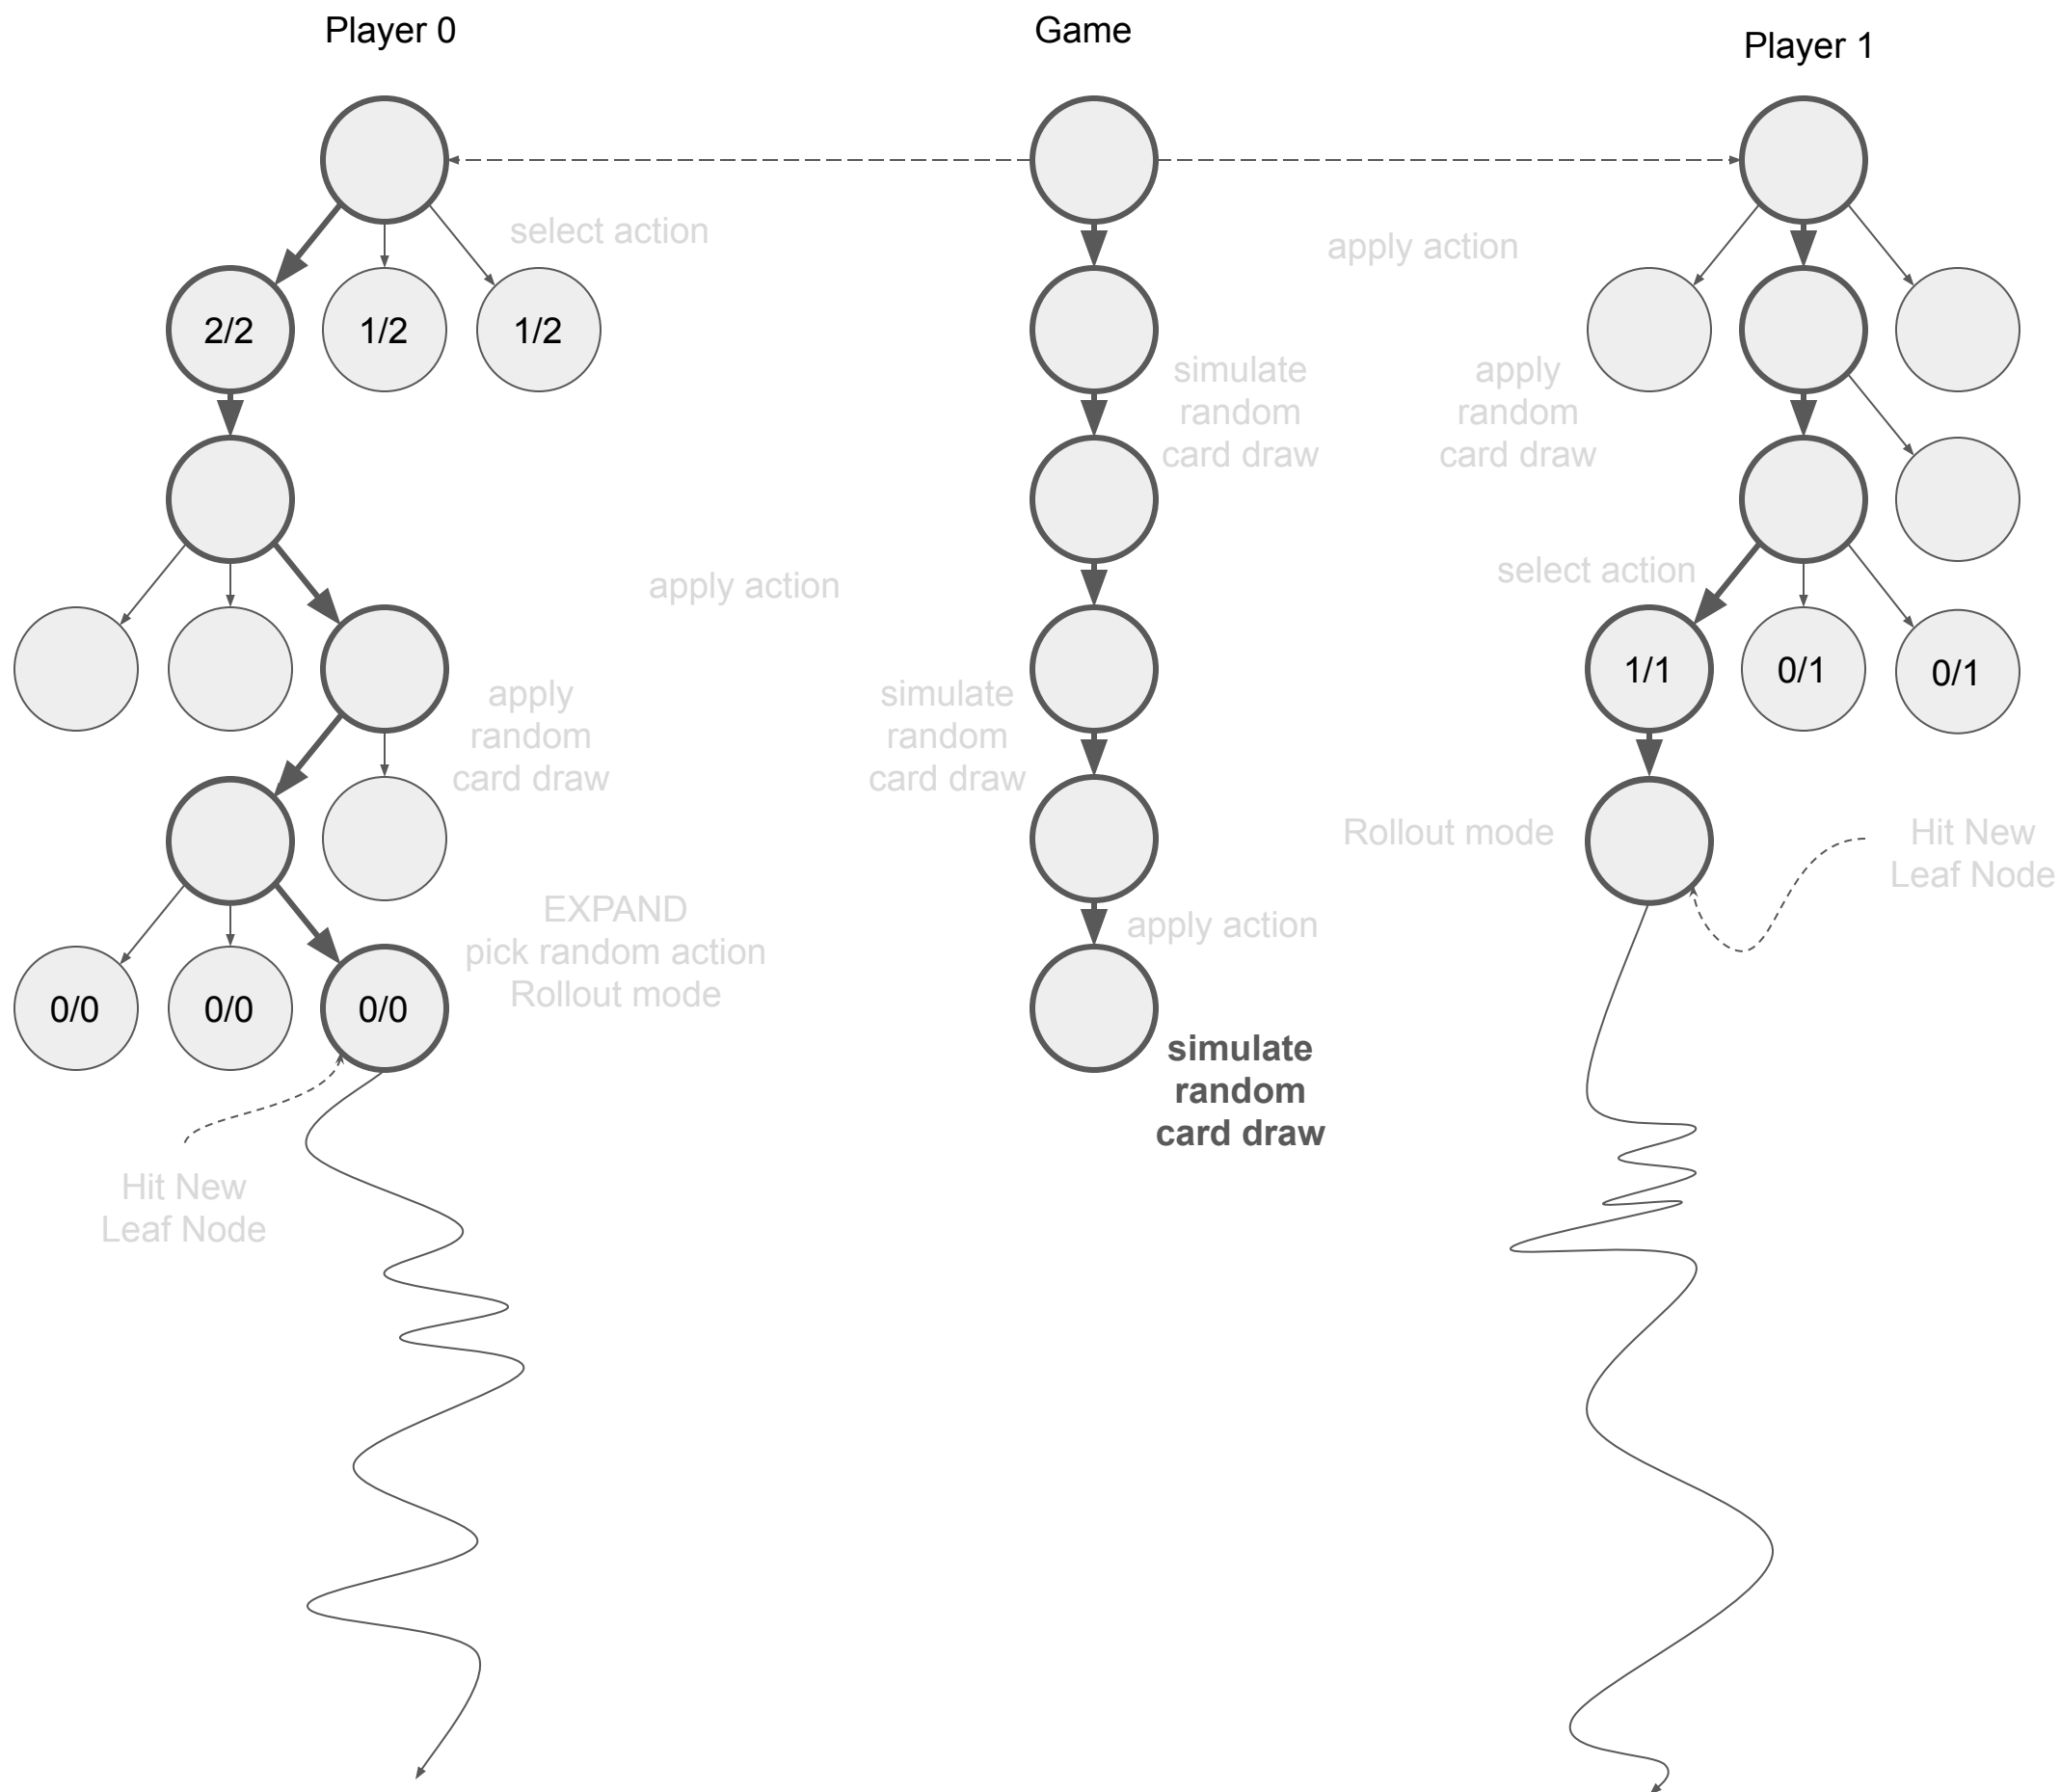 Player 0
Game
Player 1
select action
apply action
2/2
1/2
1/2
simulate
random
card draw
apply
random
card draw
apply action
select action
1/1
0/1
0/1
apply
random
card draw
simulate
random
card draw
Rollout mode
Hit New
Leaf Node
EXPAND
pick random action
Rollout mode
apply action
0/0
0/0
0/0
simulate
random
card draw
Hit New
Leaf Node